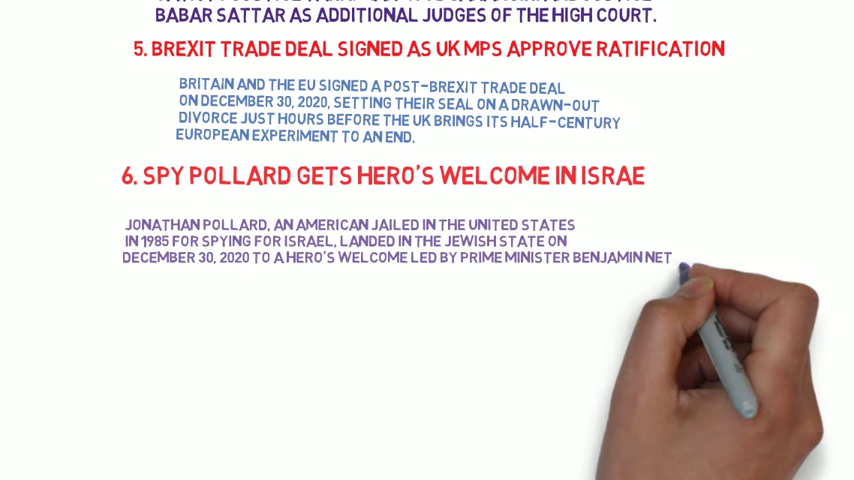 BABAR SATTAR AS ADDITIONAL JUDGES OF THE HIGH COURT.
5. BREXIT TRADE DEAL SIGNED AS UK MPS APPROVE RATIFICATION
BRITAIN AND THE EU SIGNED A POST-BREXIT TRADE DEAL
ON DECEMBER 30, 2020, SETTING THEIR SEAL ON A DRAWN-OUT
DIVORCE JUST HOURS BEFORE THE UK BRINGS ITS HALF-CENTURY
EUROPEAN EXPERIMENT TO AN END.
6. SPY POLLARD GETS HERO'S WELCOME IN ISRAE
JONATHAN POLLARD, AN AMERICAN JAILED IN THE UNITED STATES
IN 1985 FOR SPYING FOR ISRAEL, LANDED IN THE JEWISH STATE ON
DECEMBER 30, 2020 TO A HERO'S WELCOME LED BY PRIME MINISTER BENJAMIN NET